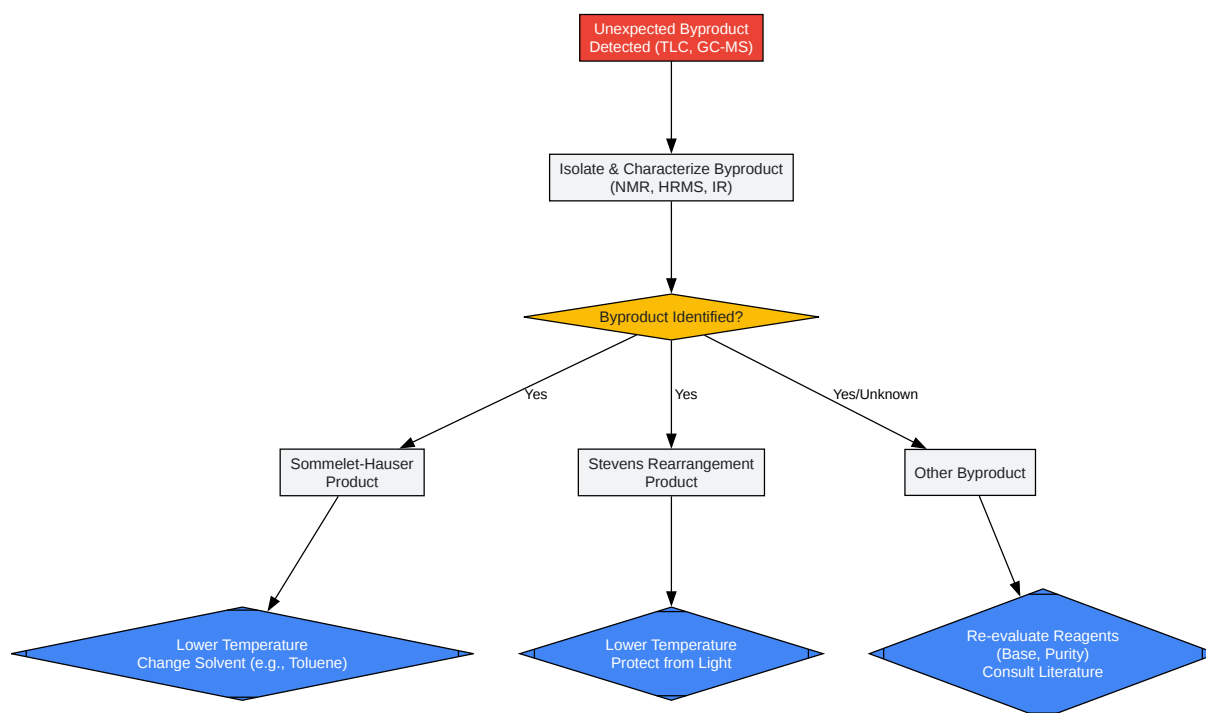 Unexpected Byproduct
Detected (TLC, GC-MS)
Isolate & Characterize Byproduct
(NMR, HRMS, IR)
Byproduct Identified?
Yes
Yes
Yes/Unknown
Sommelet-Hauser
Product
Stevens Rearrangement
Product
Other Byproduct
Lower Temperature
Change Solvent (e.g., Toluene)
Lower Temperature
Protect from Light
Re-evaluate Reagents
(Base, Purity)
Consult Literature